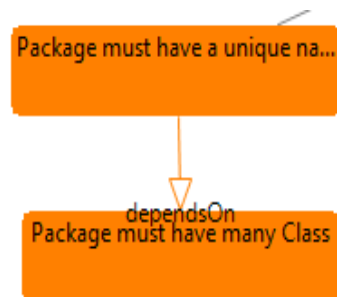 Package must have a unique na...
dependsOn
Package must have many Class